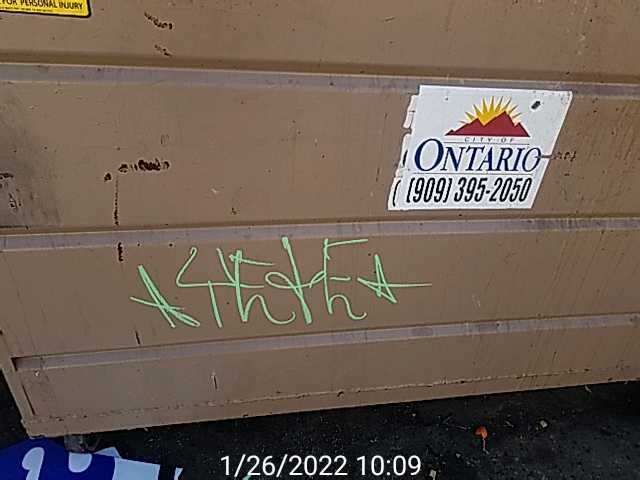 FOR PERSONAL INJURY
CITY OF
ONTARIO
(909) 395-2050
1/26/2022 10:09